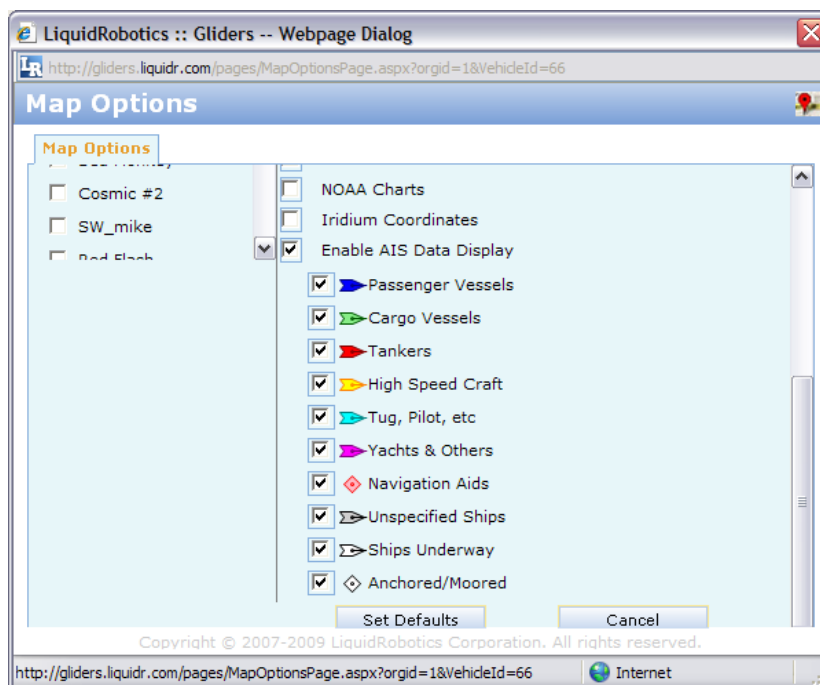 LiquidRobotics :: Gliders -- Webpage Dialog
LR http://gliders.liquidr.com/pages/MapOptionsPage.aspx?orgid=1&VehicleId=66
Map Options
Map Options
Cosmic #2
SW_mike
Red Flash
NOAA Charts
Iridium Coordinates
Enable AIS Data Display
Passenger Vessels
Cargo Vessels
Tankers
High Speed Craft
Tug, Pilot, etc
Yachts & Others
Navigation Aids
Unspecified Ships
Ships Underway
Anchored/Moored
Set Defaults Cancel
Copyright © 2007-2009 LiquidRobotics Corporation. All rights reserved.
http://gliders.liquidr.com/pages/MapOptionsPage.aspx?orgid=1&VehicleId=66 Internet